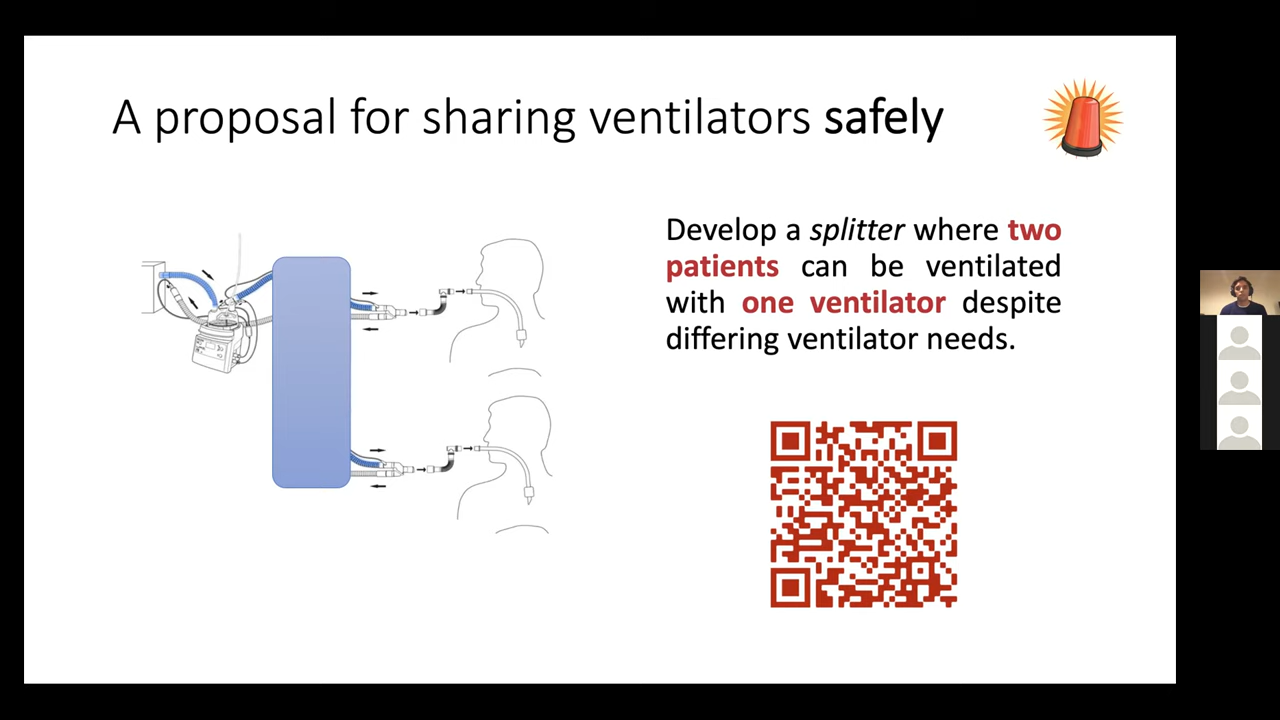 A proposal for sharing ventilators safely
Develop a splitter where two
patients can be ventilated
with one ventilator despite
differing ventilator needs.